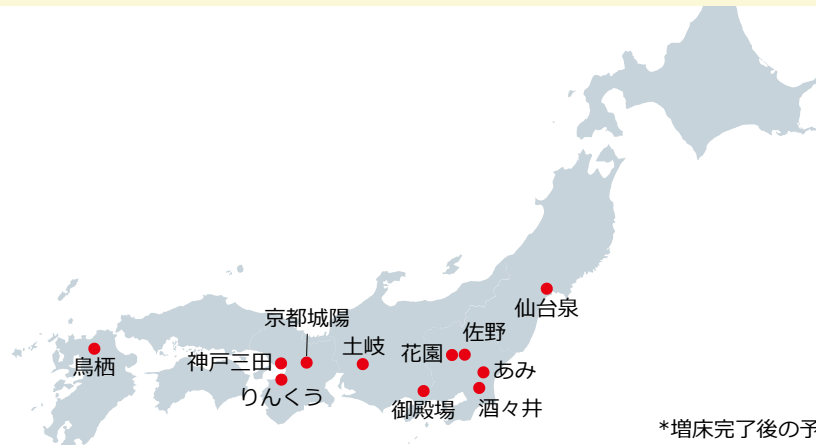 仙台泉
京都城陽
佐野
土岐
花園
神戸三田
鳥栖
あみ
りんくう
御殿場
酒々井
*増床完了後の予